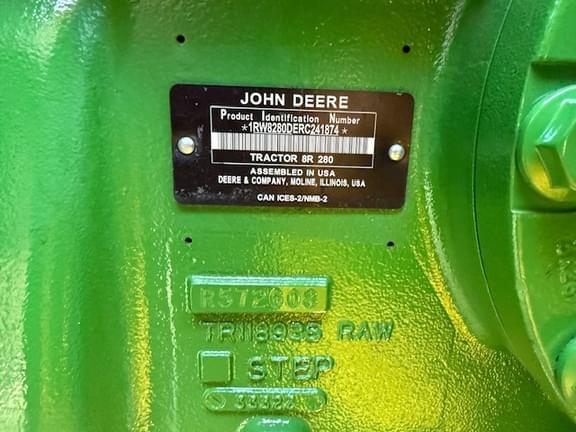 JOHN DEERE
Product Identification Number
*1RW8280DERC241874*
TRACTOR 8R 280
ASSEMBLED IN USA
DEERE & COMPANY, MOLINE, ILLINOIS, USA
CAN ICES-2/NMB-2
R572608
RAW
STEP